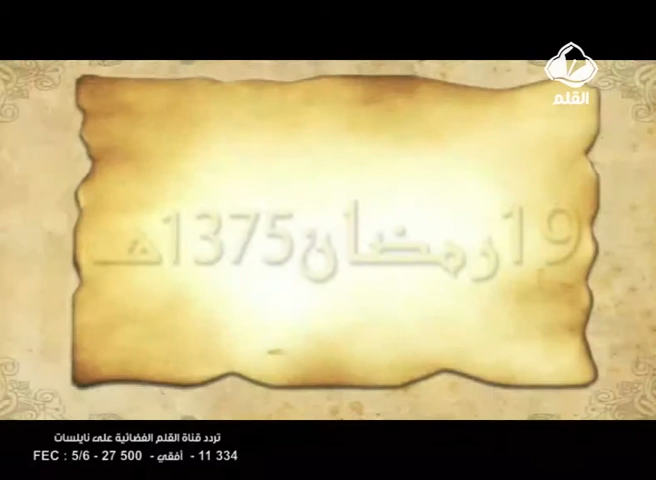 القلم
19 رمضان 1375هـ
تردد قناة القلم الفضائية على نايلسات
11 334 - أفقي - 27 500 - FEC : 5/6